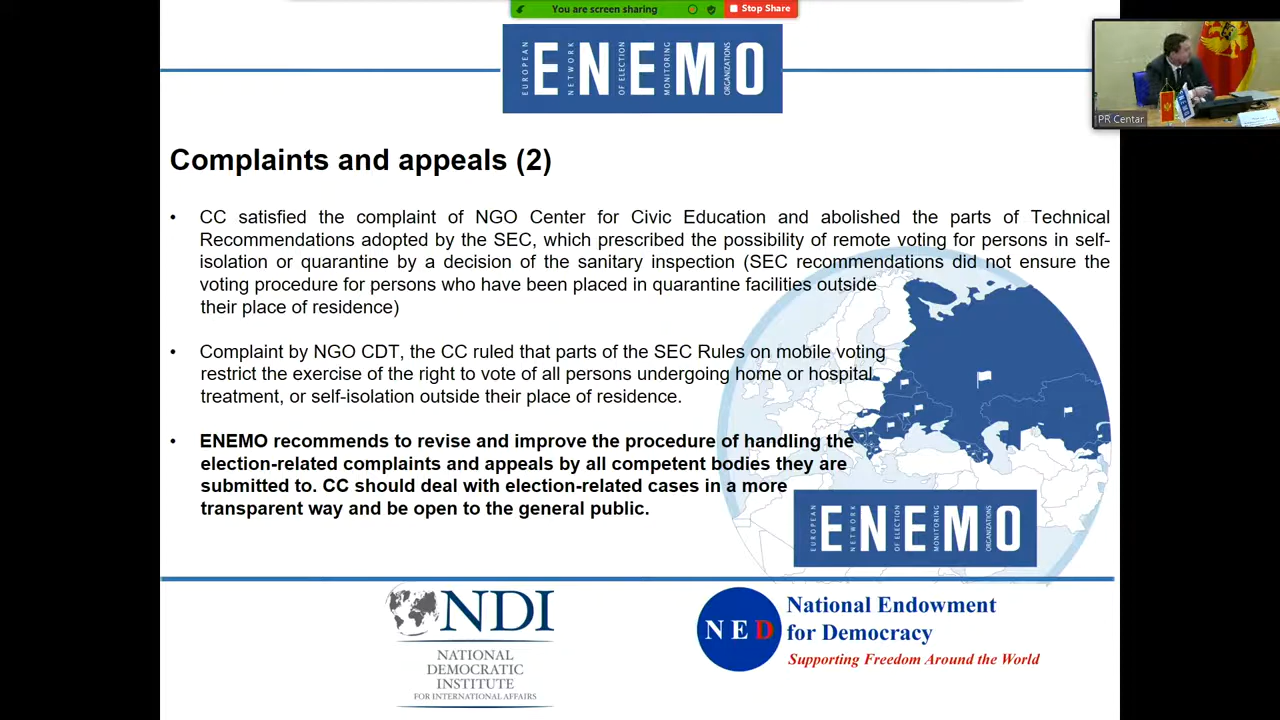 You are screen sharing
Stop Share
EUROPEAN
NETWORK
OF ELECTION
MONITORING
ORGANIZATIONS
ENEMO
PR Centar
Complaints and appeals (2)
• CC satisfied the complaint of NGO Center for Civic Education and abolished the parts of Technical
Recommendations adopted by the SEC, which prescribed the possibility of remote voting for persons in self-
isolation or quarantine by a decision of the sanitary inspection (SEC recommendations did not ensure the
voting procedure for persons who have been placed in quarantine facilities outside
their place of residence)
• Complaint by NGO CDT, the CC ruled that parts of the SEC Rules on mobile voting
restrict the exercise of the right to vote of all persons undergoing home or hospital
treatment, or self-isolation outside their place of residence.
• ENEMO recommends to revise and improve the procedure of handling the
election-related complaints and appeals by all competent bodies they are
submitted to. CC should deal with election-related cases in a more
transparent way and be open to the general public.
EUROPEAN
NETWORK
OF ELECTION
MONITORING
ORGANIZATIONS
ENEMO
NDI
NATIONAL
DEMOCRATIC
INSTITUTE
FOR INTERNATIONAL AFFAIRS
NED
National Endowment
for Democracy
Supporting Freedom Around the World